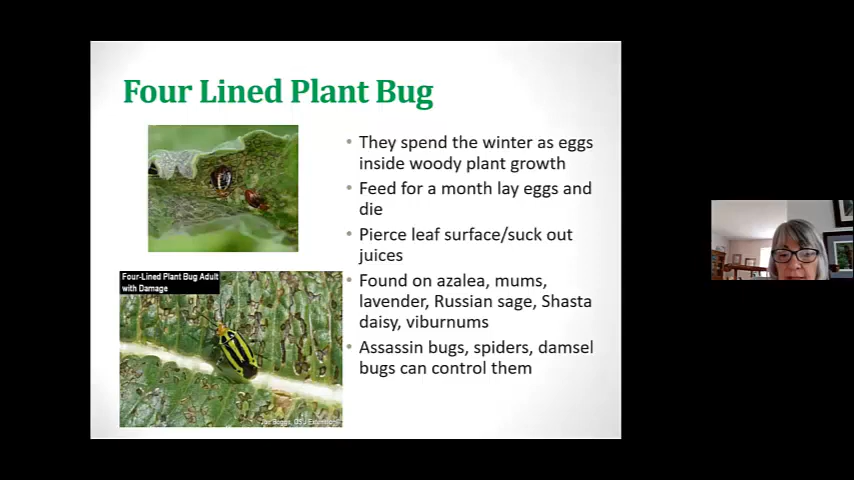 Four Lined Plant Bug
• They spend the winter as eggs
inside woody plant growth
• Feed for a month lay eggs and
die
• Pierce leaf surface/suck out
juices
• Found on azalea, mums,
lavender, Russian sage, Shasta
daisy, viburnums
• Assassin bugs, spiders, damsel
bugs can control them
Four-Lined Plant Bug Adult
with Damage